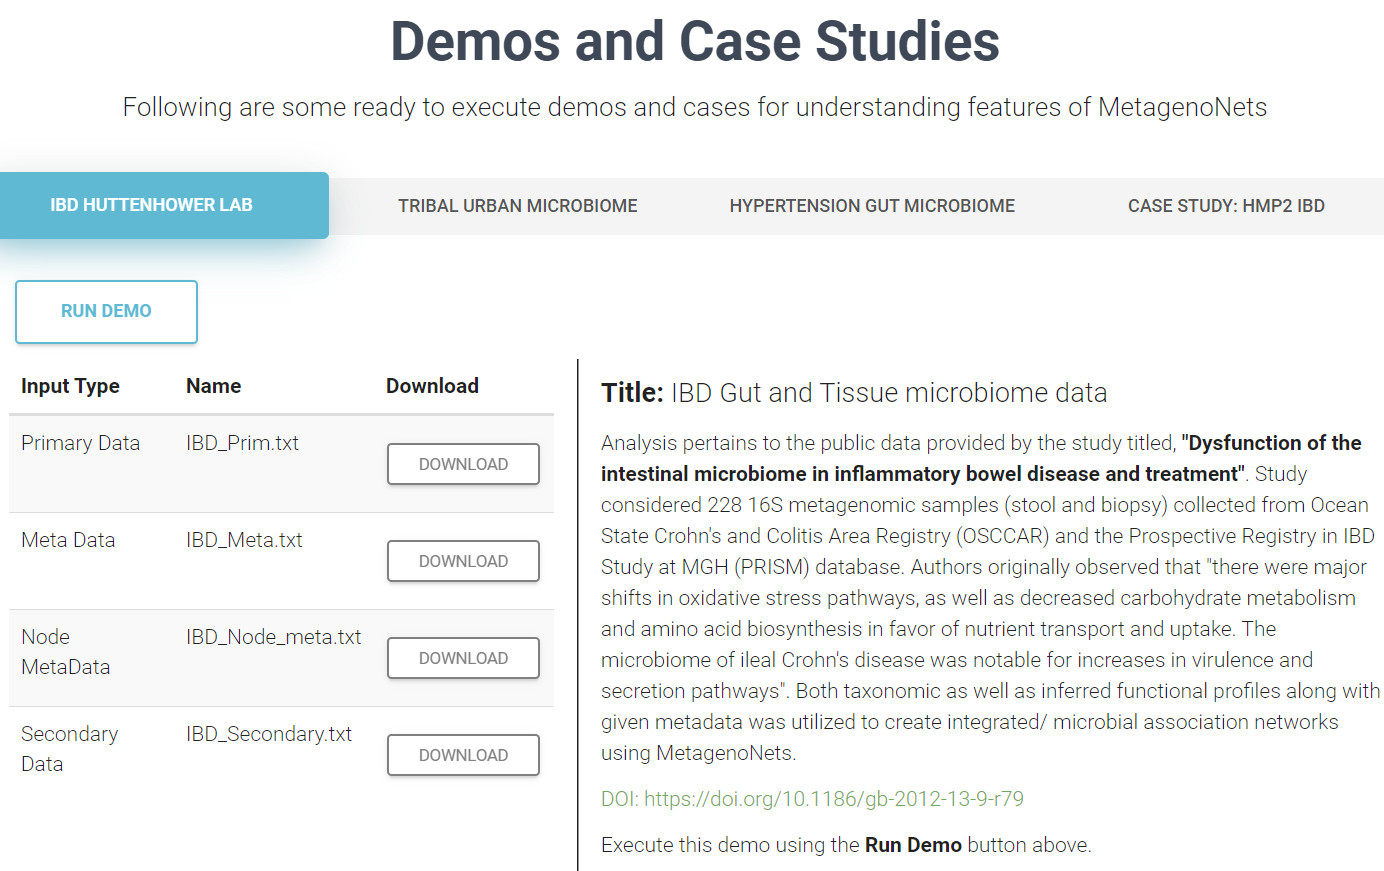 Demos and Case Studies
Following are some ready to execute demos and cases for understanding features of MetagenoNets
IBD HUTTENHOWER LAB
TRIBAL URBAN MICROBIOME
HYPERTENSION GUT MICROBIOME
CASE STUDY: HMP2 IBD
RUN DEMO
Input Type Name Download
Primary Data IBD_Prim.txt DOWNLOAD
Meta Data IBD_Meta.txt DOWNLOAD
Node IBD_Node_meta.txt DOWNLOAD
MetaData
Secondary IBD_Secondary.txt DOWNLOAD
Data
Title: IBD Gut and Tissue microbiome data
Analysis pertains to the public data provided by the study titled, "Dysfunction of the
intestinal microbiome in inflammatory bowel disease and treatment". Study
considered 228 16S metagenomic samples (stool and biopsy) collected from Ocean
State Crohn's and Colitis Area Registry (OSCCAR) and the Prospective Registry in IBD
Study at MGH (PRISM) database. Authors originally observed that "there were major
shifts in oxidative stress pathways, as well as decreased carbohydrate metabolism
and amino acid biosynthesis in favor of nutrient transport and uptake. The
microbiome of ileal Crohn's disease was notable for increases in virulence and
secretion pathways". Both taxonomic as well as inferred functional profiles along with
given metadata was utilized to create integrated/ microbial association networks
using MetagenoNets.
DOI: https://doi.org/10.1186/gb-2012-13-9-r79
Execute this demo using the Run Demo button above.